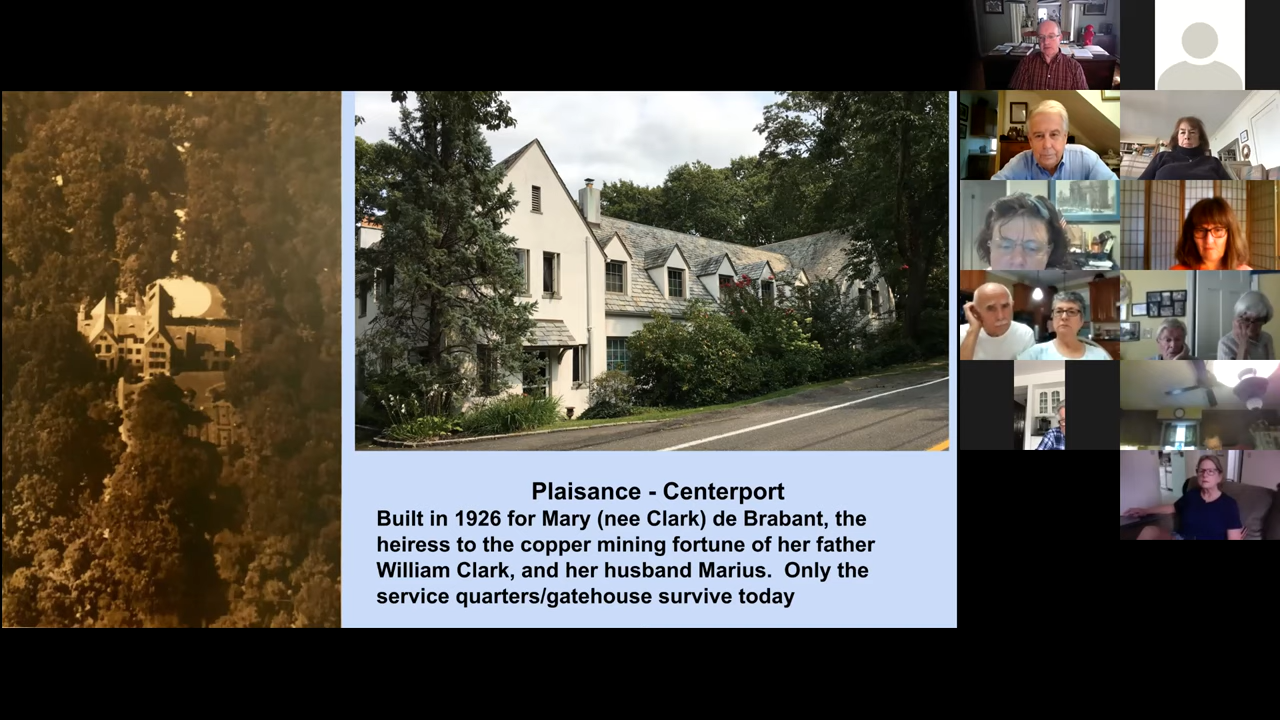 Plaisance - Centerport
Built in 1926 for Mary (nee Clark) de Brabant, the
heiress to the copper mining fortune of her father
William Clark, and her husband Marius.  Only the
service quarters/gatehouse survive today